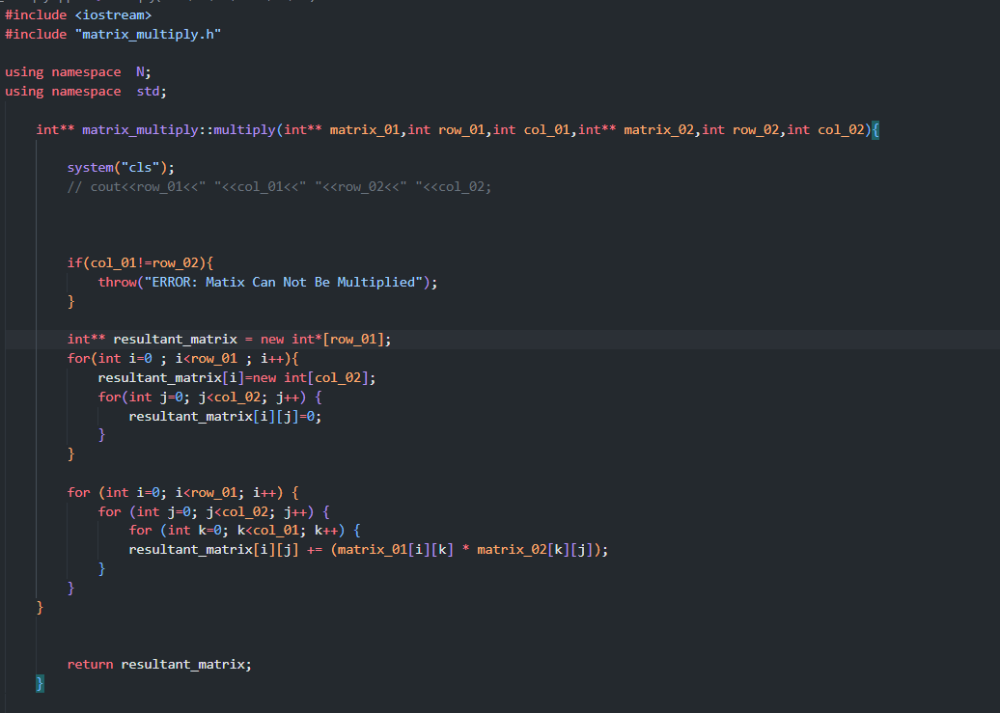 #include <iostream>
#include "matrix_multiply.h"
using namespace  N;
using namespace  std;
int** matrix_multiply::multiply(int** matrix_01,int row_01,int col_01,int** matrix_02,int row_02,int col_02){
system("cls");
// cout<<row_01<<" "<<col_01<<" "<<row_02<<" "<<col_02;
if(col_01!=row_02){
throw("ERROR: Matix Can Not Be Multiplied");
}
int** resultant_matrix = new int*[row_01];
for(int i=0 ; i<row_01 ; i++){
resultant_matrix[i]=new int[col_02];
for(int j=0; j<col_02; j++) {
resultant_matrix[i][j]=0;
}
}
for (int i=0; i<row_01; i++) {
for (int j=0; j<col_02; j++) {
for (int k=0; k<col_01; k++) {
resultant_matrix[i][j] += (matrix_01[i][k] * matrix_02[k][j]);
}
}
}
return resultant_matrix;
}